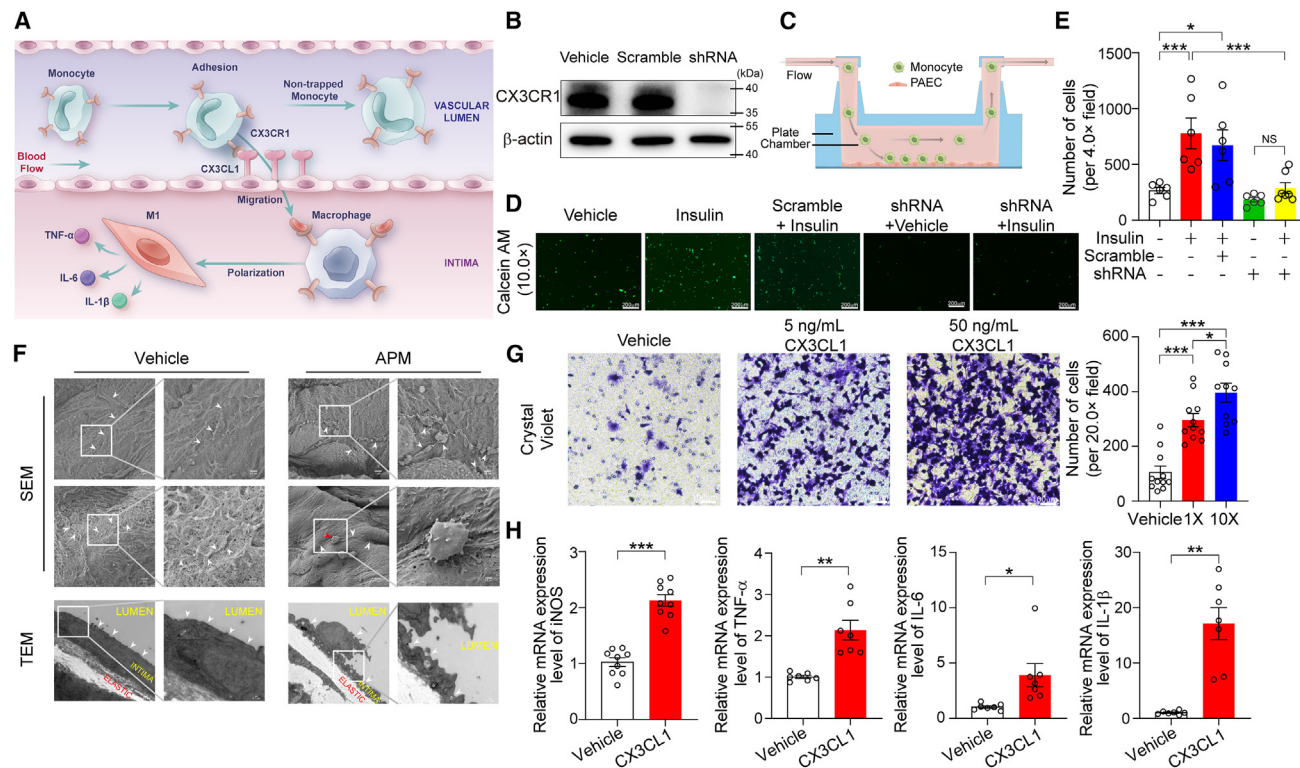 A
Monocyte
Adhesion
Non-trapped
Monocyte
VASCULAR
LUMEN
CX3CR1
Blood
Flow
CX3CL1
Migration
M1
Macrophage
TNF-α
IL-6
IL-1β
Polarization
INTIMA
B
Vehicle Scramble shRNA
(kDa)
CX3CR1
40
35
55
β-actin
40
C
Flow
Monocyte
PAEC
Plate
Chamber
D
Vehicle
Insulin
Scramble
+ Insulin
shRNA
+Vehicle
shRNA
+Insulin
Calcein AM
(10.0×)
200μm
200μm
200μm
200μm
200μm
E
Number of cells
(per 4.0× field)
1500
1000
500
0
*
***
***
NS
Insulin - + + - +
Scramble - - + - -
shRNA - - - + +
F
Vehicle
APM
SEM
TEM
LUMEN
LUMEN
INTIMA
ELASTIC
LUMEN
LUMEN
INTIMA
ELASTIC
G
Vehicle
5 ng/mL
CX3CL1
50 ng/mL
CX3CL1
Crystal
Violet
Number of cells
(per 20.0× field)
600
400
200
0
***
***
*
Vehicle 1X 10X
H
Relative mRNA expression
level of iNOS
3
2
1
0
***
Vehicle
CX3CL1
Relative mRNA expression
level of TNF-α
4
3
2
1
0
**
Vehicle
CX3CL1
Relative mRNA expression
level of IL-6
15
10
5
0
*
Vehicle
CX3CL1
Relative mRNA expression
level of IL-1β
30
20
10
0
**
Vehicle
CX3CL1